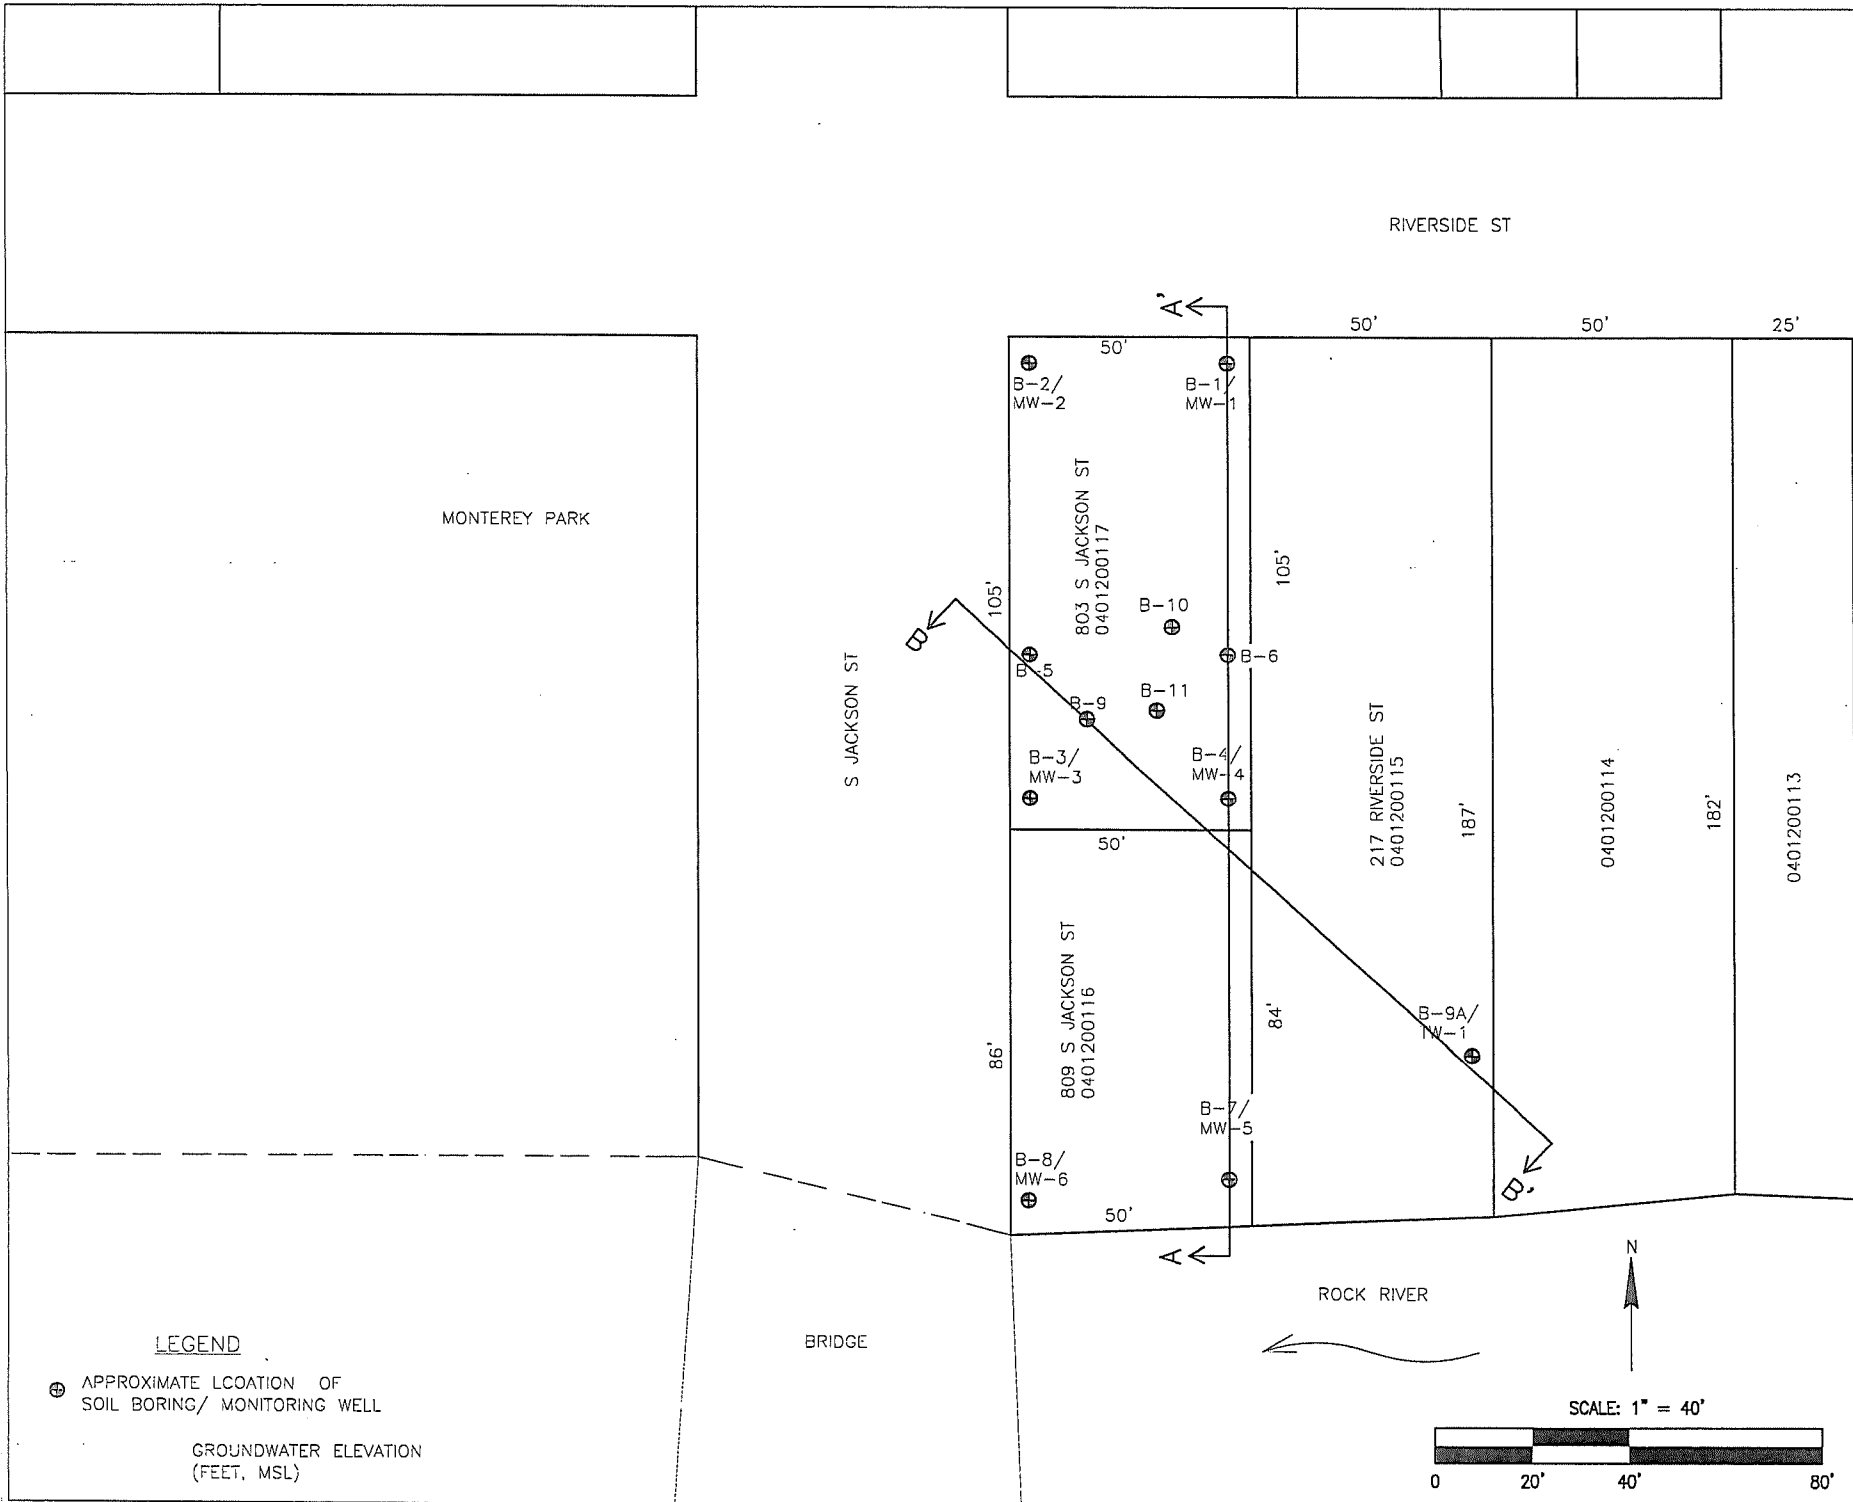 RIVERSIDE ST
A'
50'
50'
25'
50'
B-2/
MW-2
B-1/
MW-1
MONTEREY PARK
803 S JACKSON ST
0401200117
105'
105'
B-10
B
B-5
B-6
S JACKSON ST
B-9
B-11
B-3/
MW-3
B-4/
MW-4
217 RIVERSIDE ST
0401200115
187'
0401200114
182'
0401200113
50'
809 S JACKSON ST
0401200116
86'
84'
B-9A/
TW-1
B-7/
MW-5
B-8/
MW-6
B'
50'
A
N
ROCK RIVER
BRIDGE
LEGEND
APPROXIMATE LCOATION OF
SOIL BORING/ MONITORING WELL
GROUNDWATER ELEVATION
(FEET, MSL)
SCALE: 1" = 40'
0 20' 40' 80'